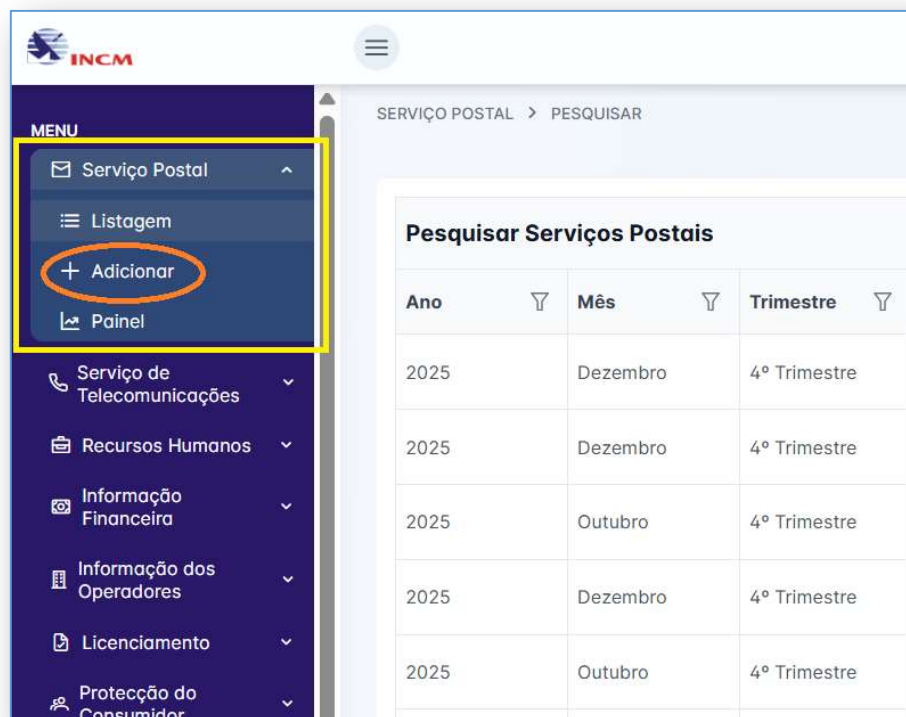 INCM
MENU
Serviço Postal
Listagem
Adicionar
Painel
Serviço de
Telecomunicações
Recursos Humanos
Informação
Financeira
Informação dos
Operadores
Licenciamento
Protecção do
Consumidor
SERVIÇO POSTAL > PESQUISAR
Pesquisar Serviços Postais
Ano Mês Trimestre
2025 Dezembro 4º Trimestre
2025 Dezembro 4º Trimestre
2025 Outubro 4º Trimestre
2025 Dezembro 4º Trimestre
2025 Outubro 4º Trimestre